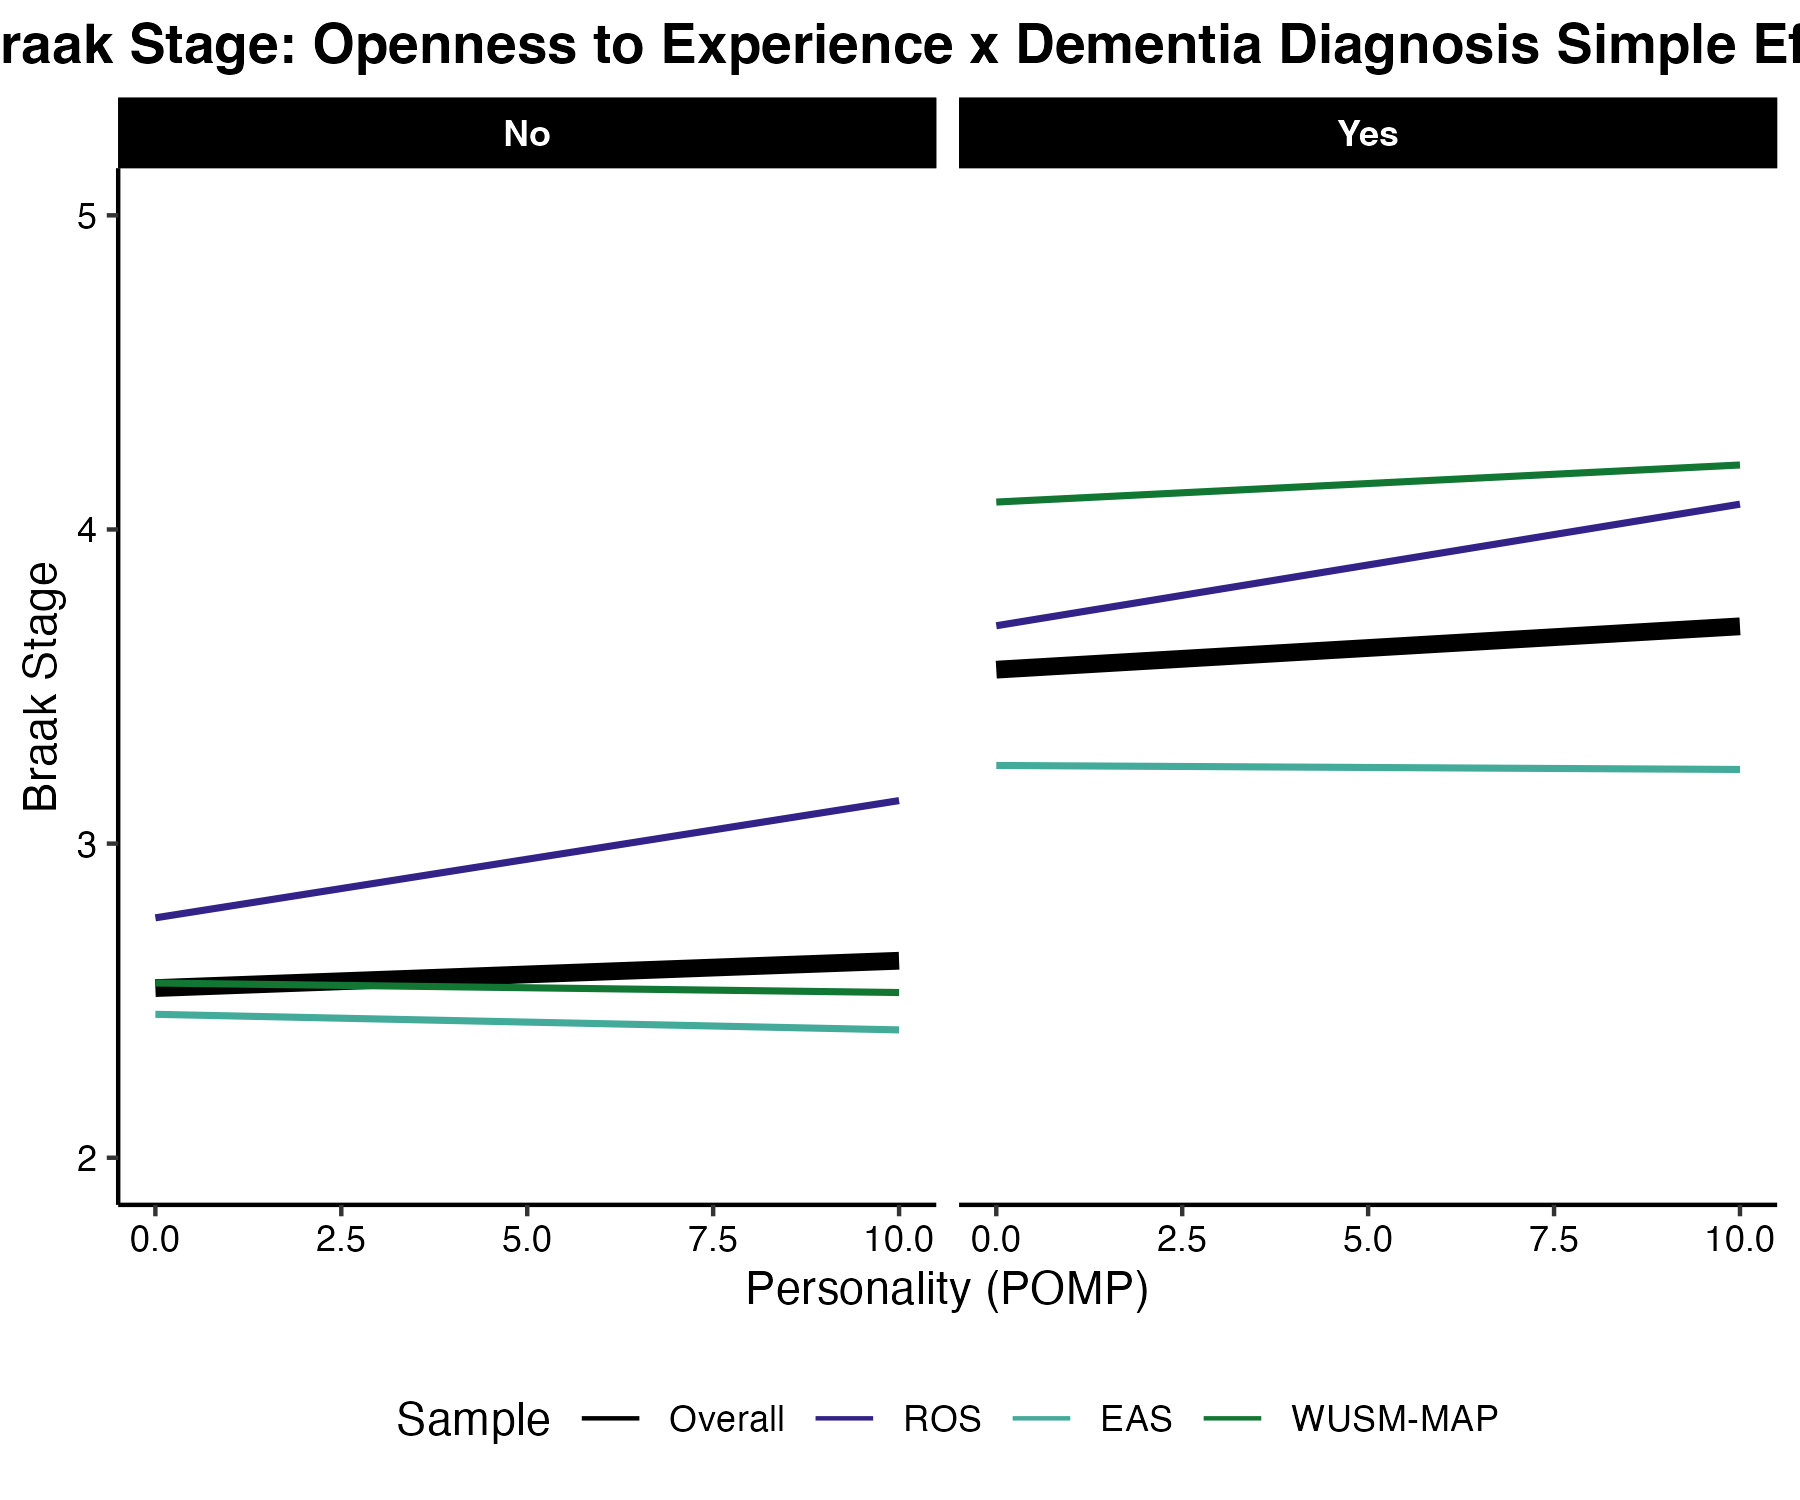 raak Stage: Openness to Experience x Dementia Diagnosis Simple Ef
No
Yes
5
4
3
2
Braak Stage
0.0 2.5 5.0 7.5 10.0 0.0 2.5 5.0 7.5 10.0
Personality (POMP)
Sample Overall ROS EAS WUSM-MAP